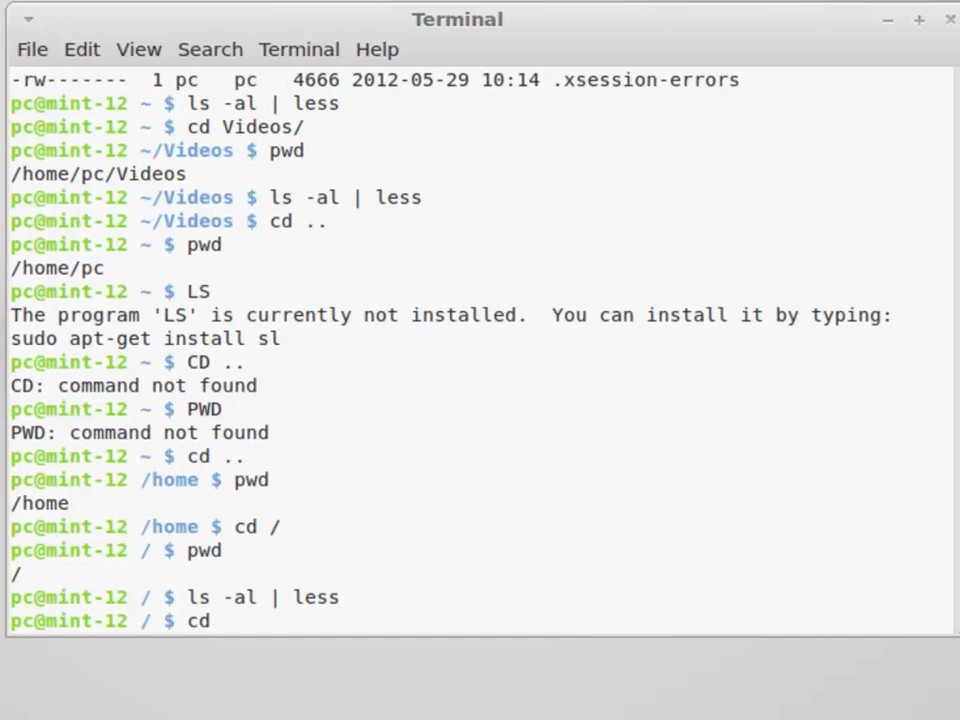 Terminal
File Edit View Search Terminal Help
-rw------- 1 pc pc 4666 2012-05-29 10:14 .xsession-errors
pc@mint-12 ~ $ ls -al | less
pc@mint-12 ~ $ cd Videos/
pc@mint-12 ~/Videos $ pwd
/home/pc/Videos
pc@mint-12 ~/Videos $ ls -al | less
pc@mint-12 ~/Videos $ cd ..
pc@mint-12 ~ $ pwd
/home/pc
pc@mint-12 ~ $ LS
The program 'LS' is currently not installed.  You can install it by typing:
sudo apt-get install sl
pc@mint-12 ~ $ CD ..
CD: command not found
pc@mint-12 ~ $ PWD
PWD: command not found
pc@mint-12 ~ $ cd ..
pc@mint-12 /home $ pwd
/home
pc@mint-12 /home $ cd /
pc@mint-12 / $ pwd
/
pc@mint-12 / $ ls -al | less
pc@mint-12 / $ cd